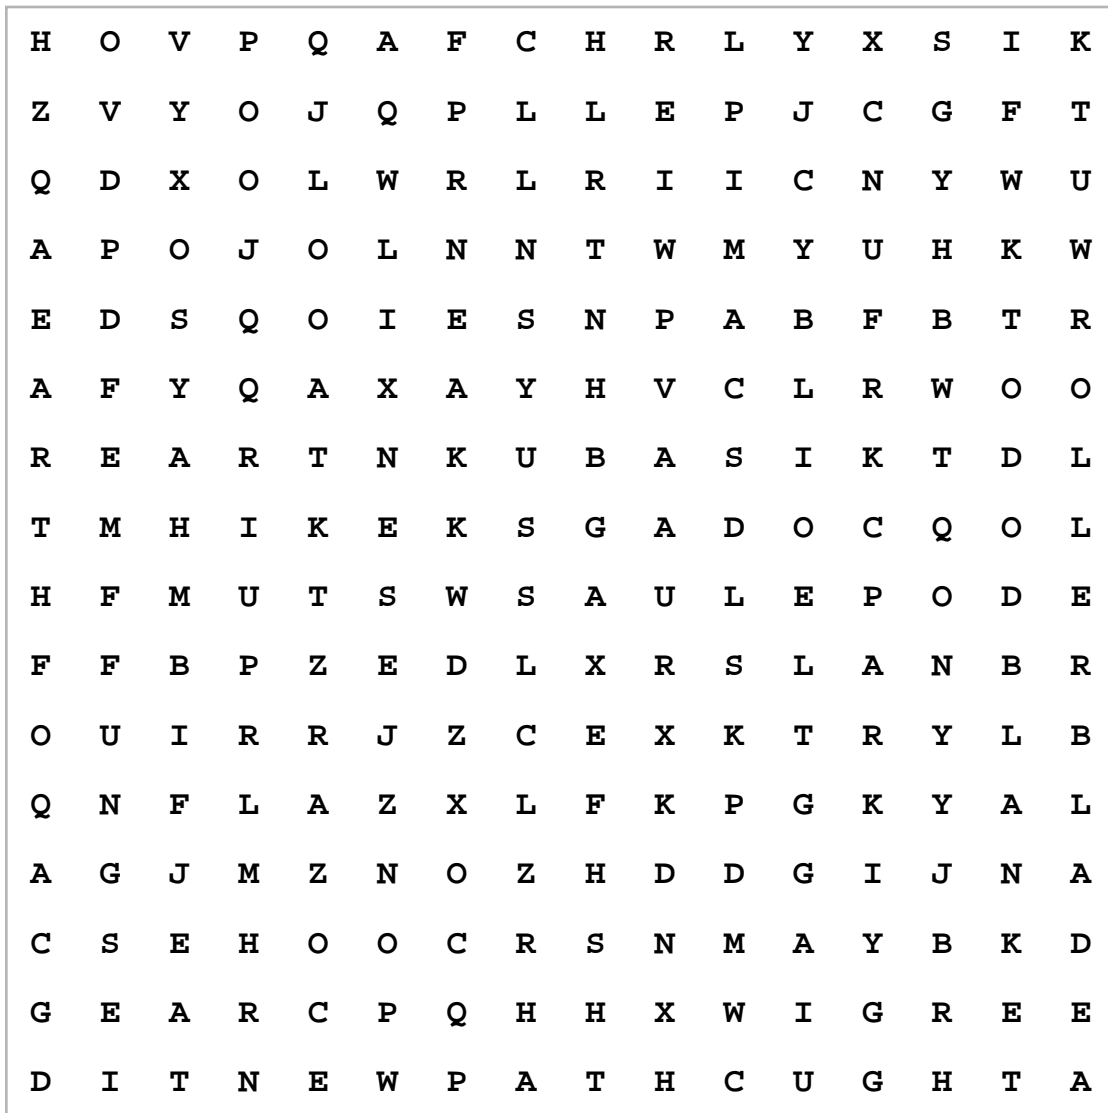 H O V P Q A F C H R L Y X S I K
Z V Y O J Q P L L E P J C G F T
Q D X O L W R L R I I C N Y W U
A P O J O L N N T W M Y U H K W
E D S Q O I E S N P A B F B T R
A F Y Q A X A Y H V C L R W O O
R E A R T N K U B A S I K T D L
T M H I K E K S G A D O C Q O L
H F M U T S W S A U L E P O D E
F F B P Z E D L X R S L A N B R
O U I R R J Z C E X K T R Y L B
Q N F L A Z X L F K P G K Y A L
A G J M Z N O Z H D D G I J N A
C S E H O O C R S N M A Y B K D
G E A R C P Q H H X W I G R E E
D I T N E W P A T H C U G H T A